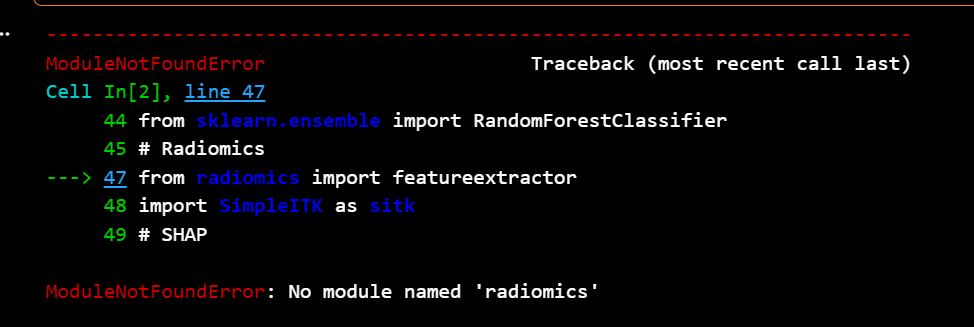 ---------------------------------------------------------------------------
ModuleNotFoundError                       Traceback (most recent call last)
Cell In[2], line 47
     44 from sklearn.ensemble import RandomForestClassifier
     45 # Radiomics
---> 47 from radiomics import featureextractor
     48 import SimpleITK as sitk
     49 # SHAP
ModuleNotFoundError: No module named 'radiomics'